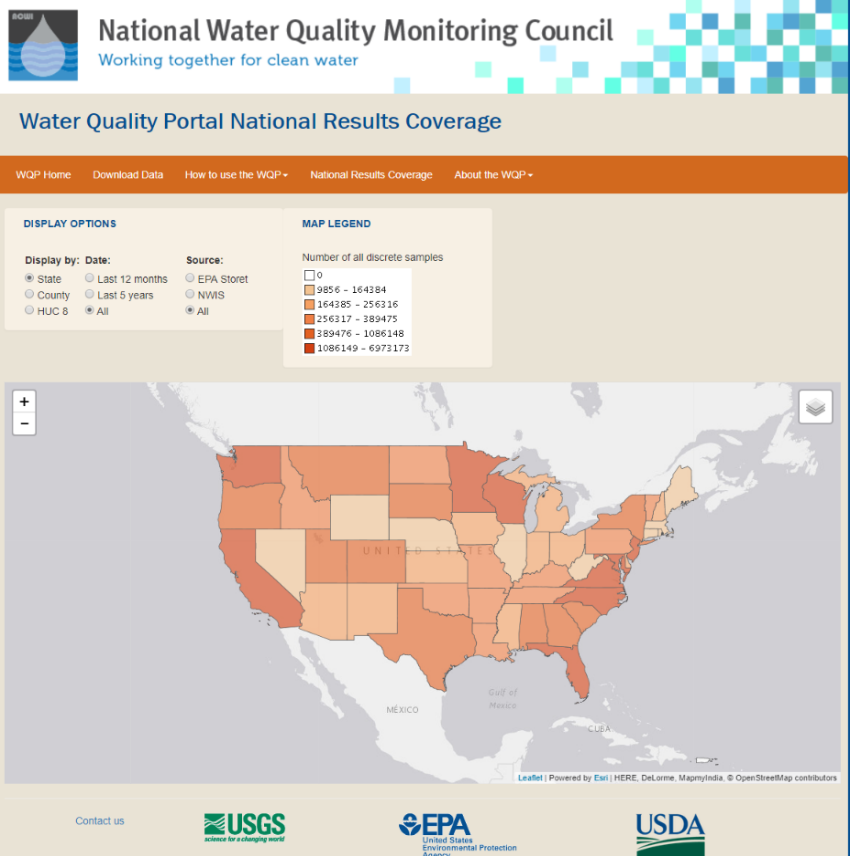 NQWI
National Water Quality Monitoring Council
Working together for clean water
Water Quality Portal National Results Coverage
WQP Home Download Data How to use the WQP National Results Coverage About the WQP
DISPLAY OPTIONS
Display by: Date: Source:
State Last 12 months EPA Storet
County Last 5 years NWIS
HUC 8 All All
MAP LEGEND
Number of all discrete samples
0
9856 - 164384
164385 - 256316
256317 - 389475
389476 - 1086148
1086149 - 6973173
+
-
UNITED STATES
Gulf of
Mexico
MÉXICO
CUBA
Leaflet | Powered by Esri | HERE, DeLorme, MapmyIndia, © OpenStreetMap contributors
Contact us
USGS
science for a changing world
EPA
United States
Environmental Protection
Agency
USDA